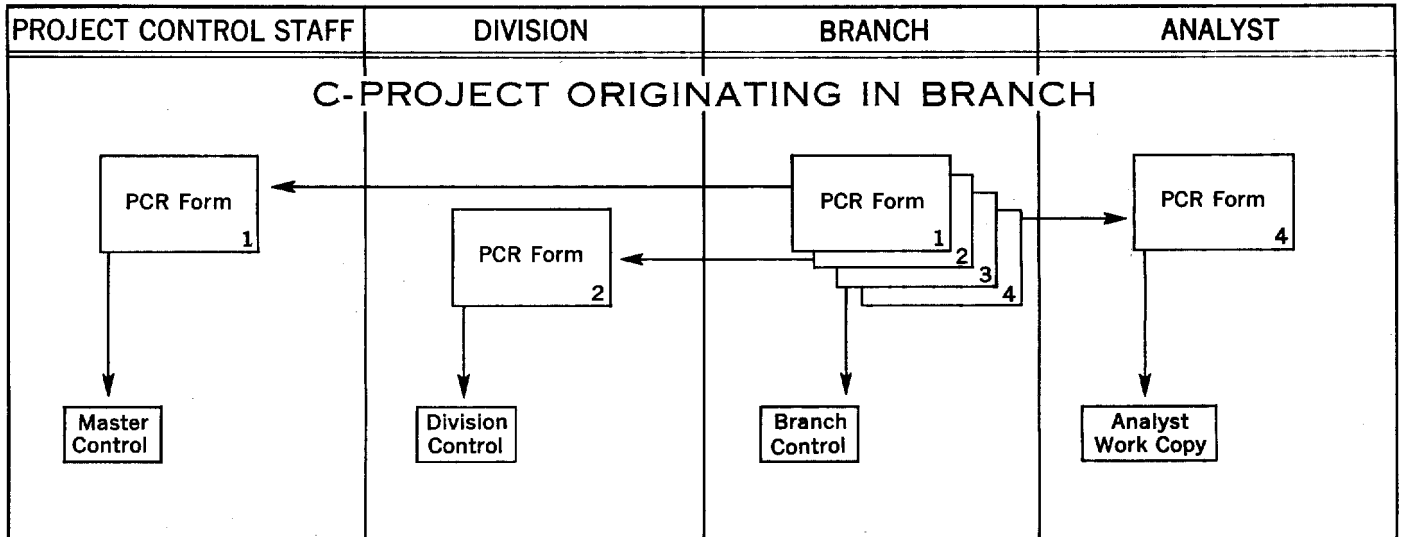 PROJECT CONTROL STAFF
DIVISION
BRANCH
ANALYST
C-PROJECT ORIGINATING IN BRANCH
PCR Form
1
PCR Form
2
PCR Form
1
2
3
4
PCR Form
4
Master
Control
Division
Control
Branch
Control
Analyst
Work Copy